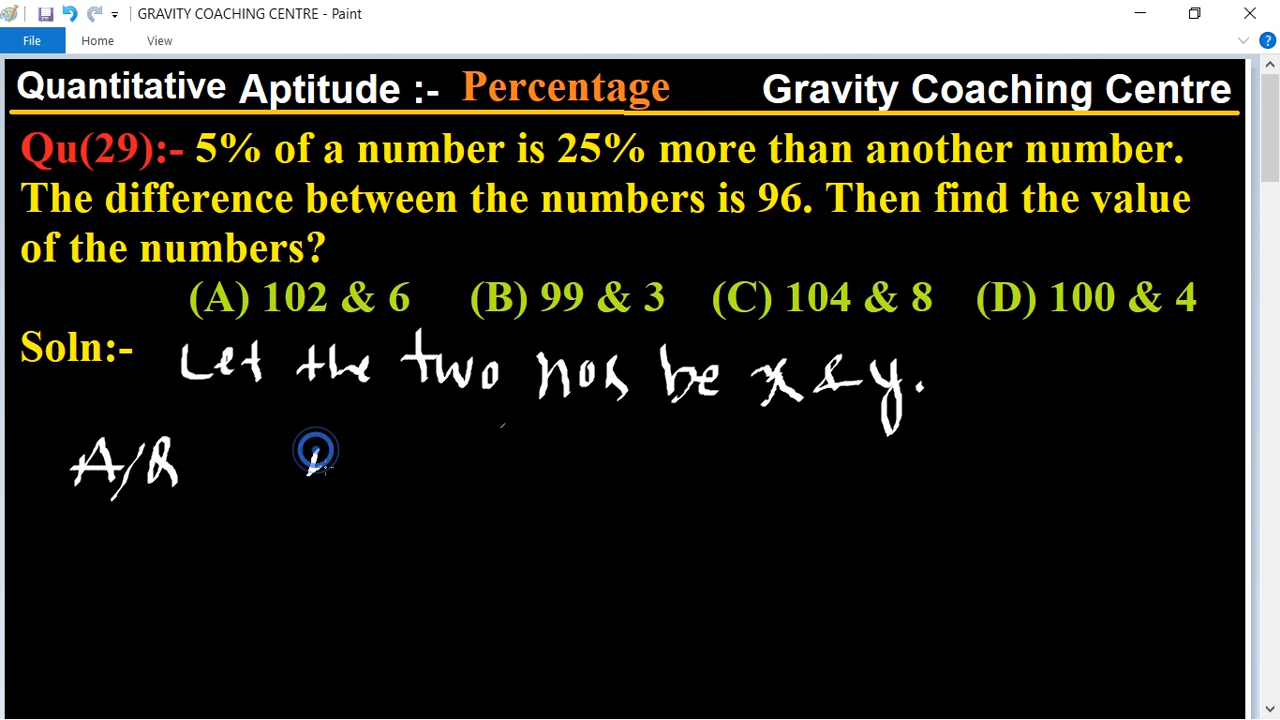 GRAVITY COACHING CENTRE - Paint
File Home View
Quantitative Aptitude :- Percentage Gravity Coaching Centre
Qu(29):- 5% of a number is 25% more than another number.
The difference between the numbers is 96. Then find the value
of the numbers?
(A) 102 & 6 (B) 99 & 3 (C) 104 & 8 (D) 100 & 4
Soln:- Let the two nos be x & y.
A/Q